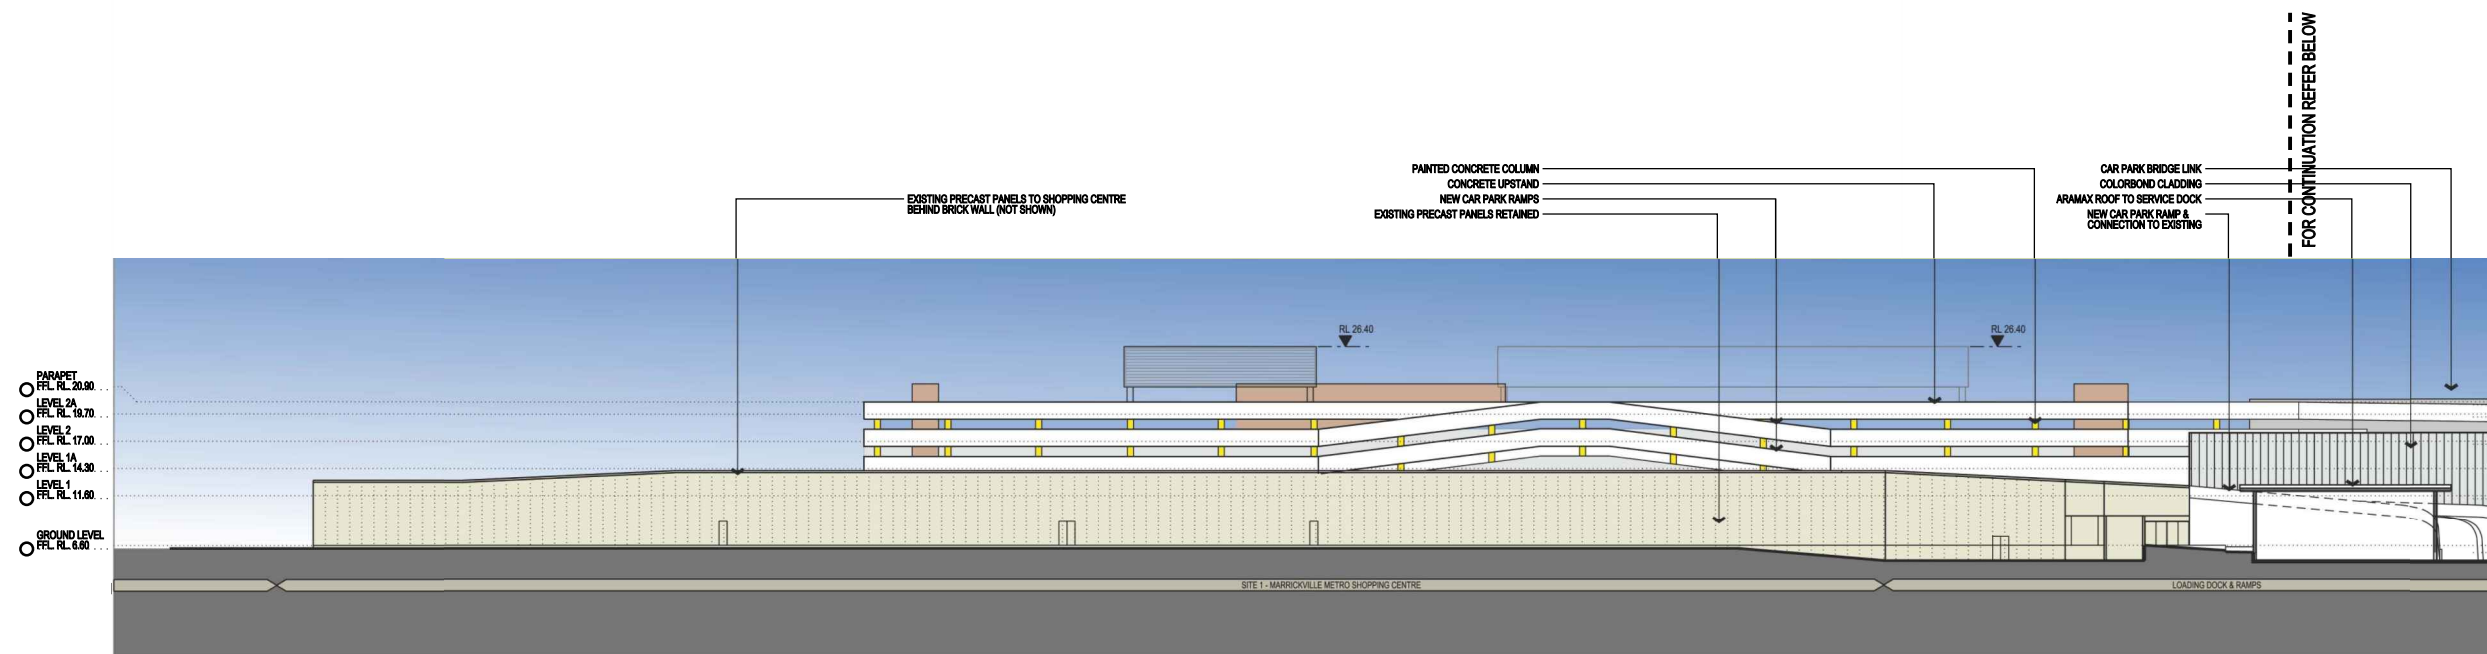 FOR CONTINUATION REFER BELOW
PAINTED CONCRETE COLUMN
CONCRETE UPSTAND
NEW CAR PARK RAMPS
EXISTING PRECAST PANELS RETAINED
CAR PARK BRIDGE LINK
COLORBOND CLADDING
ARAMAX ROOF TO SERVICE DOCK
NEW CAR PARK RAMP &
CONNECTION TO EXISTING
EXISTING PRECAST PANELS TO SHOPPING CENTRE
BEHIND BRICK WALL (NOT SHOWN)
RL 26.40
RL 26.40
PARAPET
FFL. RL. 20.90
LEVEL 2A
FFL. RL. 19.70
LEVEL 2
FFL. RL. 17.00
LEVEL 1A
FFL. RL. 14.30
LEVEL 1
FFL. RL. 11.60
GROUND LEVEL
FFL. RL. 6.60
SITE 1 - MARRICKVILLE METRO SHOPPING CENTRE
LOADING DOCK & RAMPS